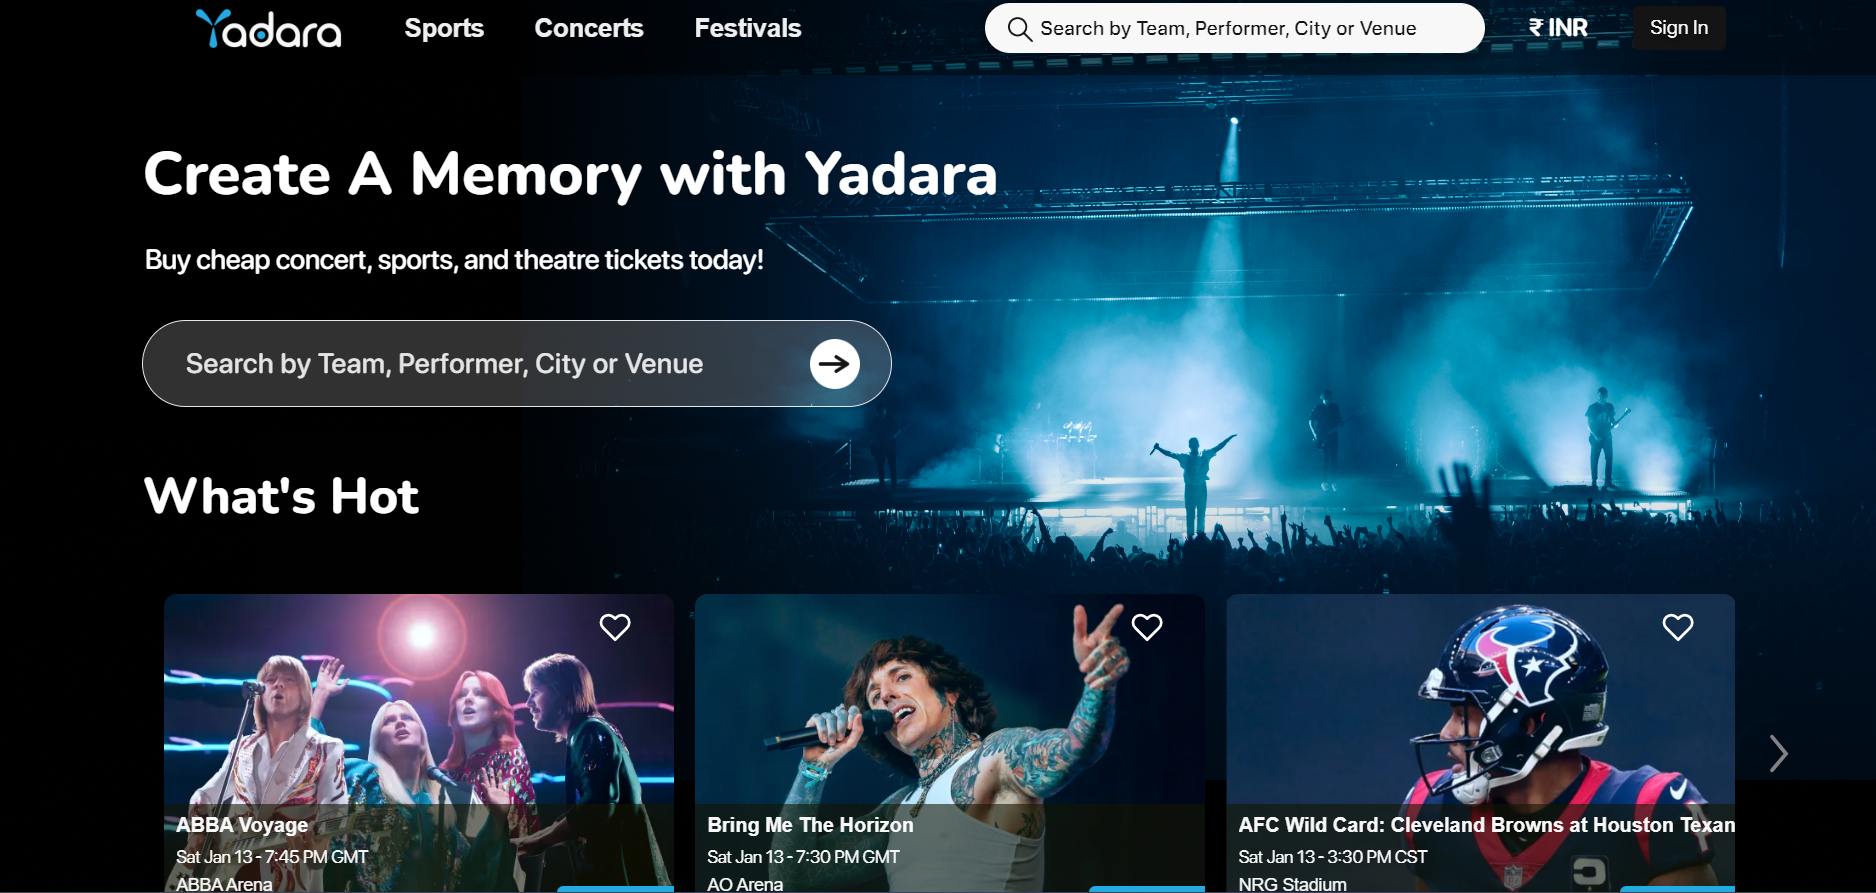 Yadara
Sports
Concerts
Festivals
Search by Team, Performer, City or Venue
₹ INR
Sign In
Create A Memory with Yadara
Buy cheap concert, sports, and theatre tickets today!
Search by Team, Performer, City or Venue
What's Hot
ABBA Voyage
Sat Jan 13 - 7:45 PM GMT
ABBA Arena
Bring Me The Horizon
Sat Jan 13 - 7:30 PM GMT
AO Arena
AFC Wild Card: Cleveland Browns at Houston Texan
Sat Jan 13 - 3:30 PM CST
NRG Stadium